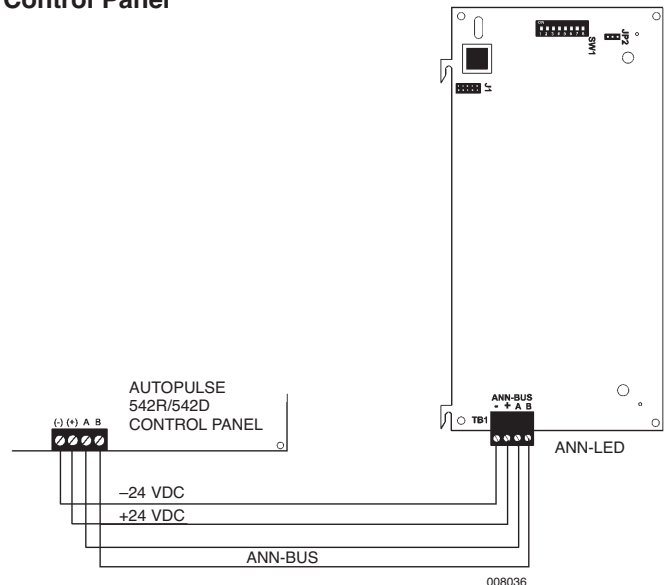 Control Panel
ON
1 2 3 4 5 6 7 8
SW1
JP2
J1
AUTOPULSE
542R/542D
CONTROL PANEL
(-) (+) A B
ANN-BUS
- + A B
TB1
ANN-LED
–24 VDC
+24 VDC
ANN-BUS
008036